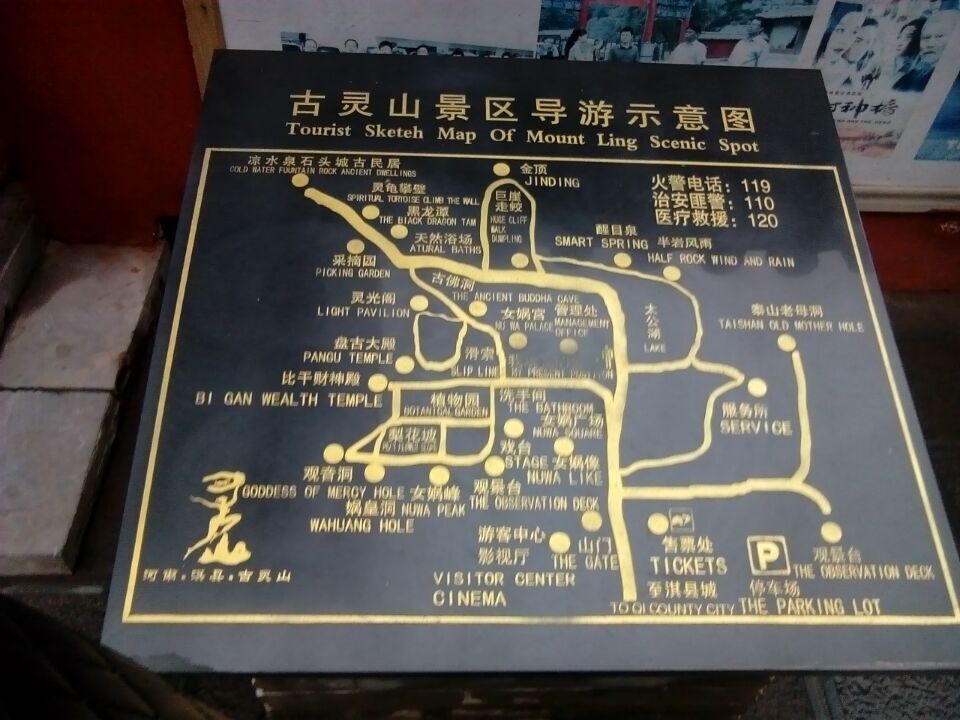 古灵山景区导游示意图
Tourist Sketeh Map Of Mount Ling Scenic Spot
凉水泉石头城古民居
COLD WATER FOUNTAIN ROCK ANCIENT DWELLINGS
金顶
JINDING
火警电话：119
治安匪警：110
医疗救援：120
灵龟攀壁
SPIRITUAL TORTOISE CLIMB THE WALL
巨崖
走蛟
HUGE CLIFF
WALK
DUMPLING
黑龙潭
THE BLACK DRAGON TAM
天然浴场
ATURAL BATHS
醒目泉
SMART SPRING
半岩风雨
HALF ROCK WIND AND RAIN
采摘园
PICKING GARDEN
古佛洞
THE ANCIENT BUDDHA CAVE
灵光阁
LIGHT PAVILION
女娲宫
NU WA PALACE
管理处
MANAGEMENT
OFFICE
太公湖
LAKE
泰山老母洞
TAISHAN OLD MOTHER HOLE
盘古大殿
PANGU TEMPLE
滑索
SLIP LINE
PRESENT POSITION
比干财神殿
BI GAN WEALTH TEMPLE
植物园
BOTANICAL GARDEN
洗手间
THE BATHROOM
女娲广场
NUWA SQUARE
服务所
SERVICE
梨花坡
戏台
STAGE
女娲像
NUWA LIKE
观音洞
GODDESS OF MERCY HOLE
女娲峰
NUWA PEAK
观景台
THE OBSERVATION DECK
娲皇洞
WAHUANG HOLE
游客中心
影视厅
VISITOR CENTER
CINEMA
山门
THE GATE
售票处
TICKETS
P
停车场
THE PARKING LOT
观景台
THE OBSERVATION DECK
至淇县城
TO QI COUNTY CITY
河南·淇县·古灵山